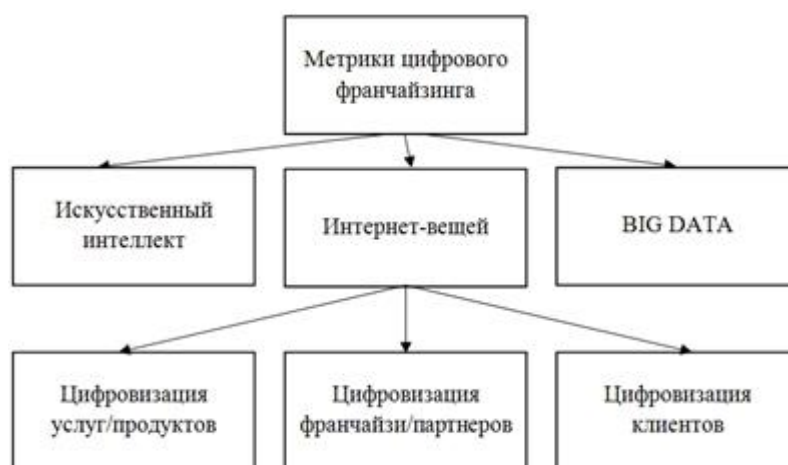 Метрики цифрового
франчайзинга
Искусственный
интеллект
Интернет-вещей
BIG DATA
Цифровизация
услуг/продуктов
Цифровизация
франчайзи/партнеров
Цифровизация
клиентов